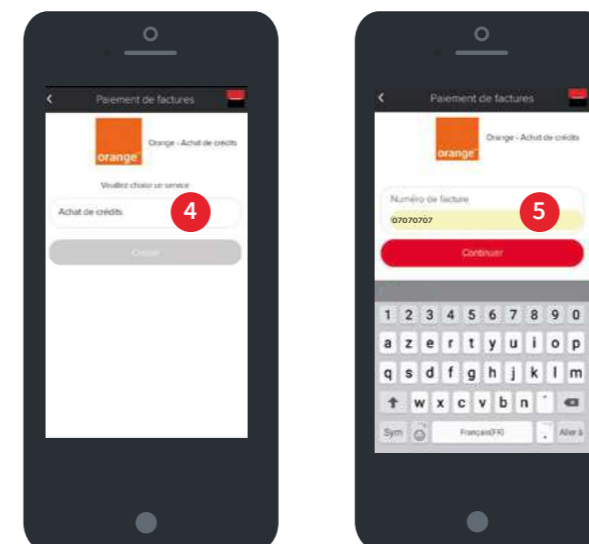 Paiement de factures
orange
Orange - Achat de crédits
Veuillez choisir un service
Achat de crédits
4
Choisir
Paiement de factures
orange
Orange - Achat de crédits
Numéro de facture
07070707
5
Continuer
1 2 3 4 5 6 7 8 9 0
a z e r t y u i o p
q s d f g h j k l m
w x c v b n '
Sym Français(FR) . Aller à